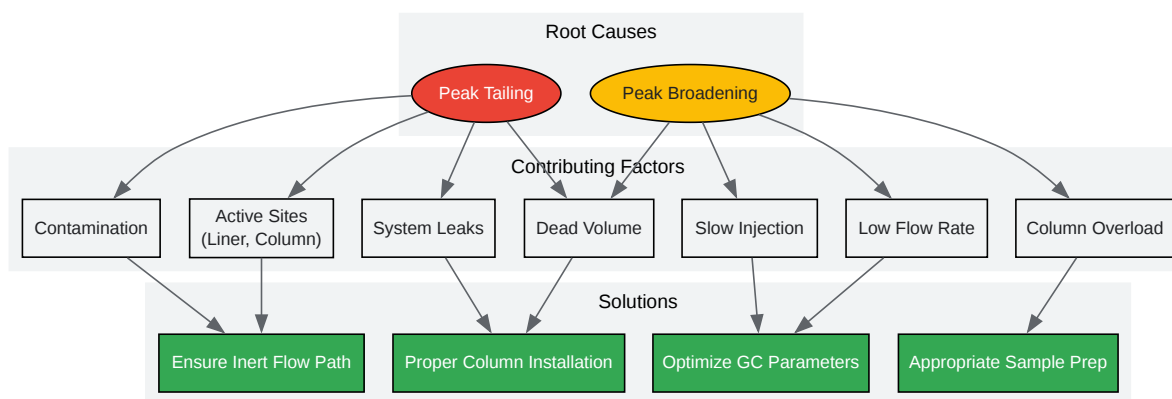 Root Causes
Peak Tailing
Peak Broadening
Contributing Factors
Contamination
Active Sites
(Liner, Column)
System Leaks
Dead Volume
Slow Injection
Low Flow Rate
Column Overload
Solutions
Ensure Inert Flow Path
Proper Column Installation
Optimize GC Parameters
Appropriate Sample Prep